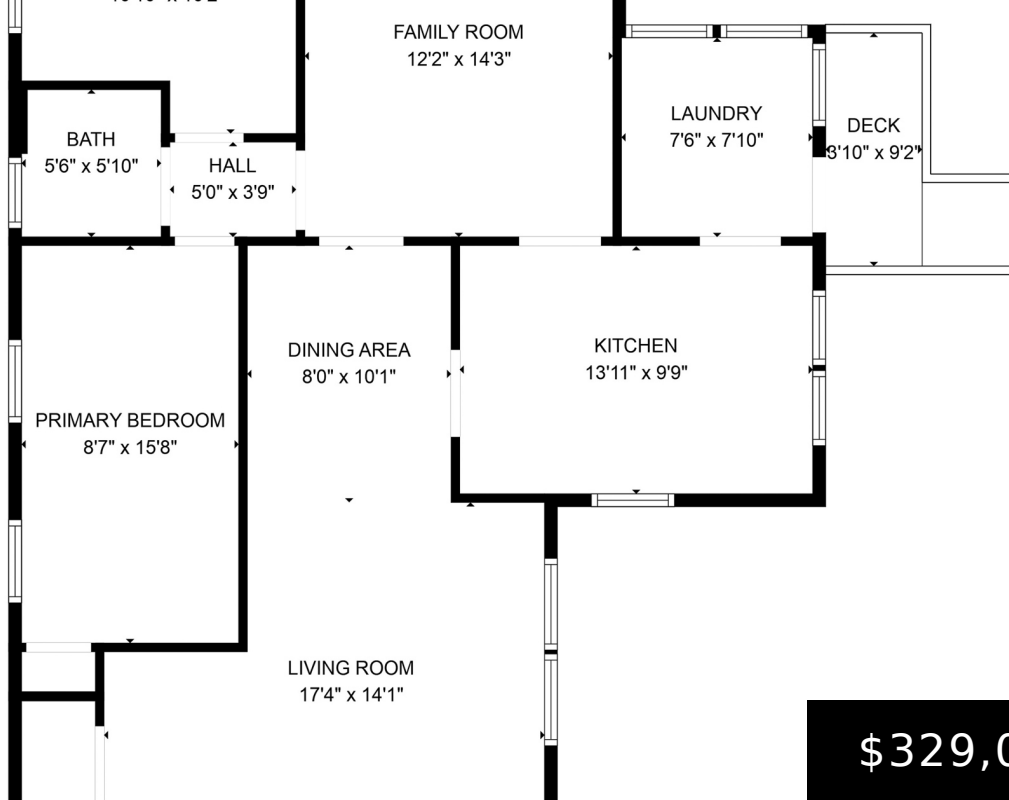 FAMILY ROOM
12'2" x 14'3"
LAUNDRY
7'6" x 7'10"
DECK
3'10" x 9'2"
BATH
5'6" x 5'10"
HALL
5'0" x 3'9"
DINING AREA
8'0" x 10'1"
KITCHEN
13'11" x 9'9"
PRIMARY BEDROOM
8'7" x 15'8"
LIVING ROOM
17'4" x 14'1"
$329,0